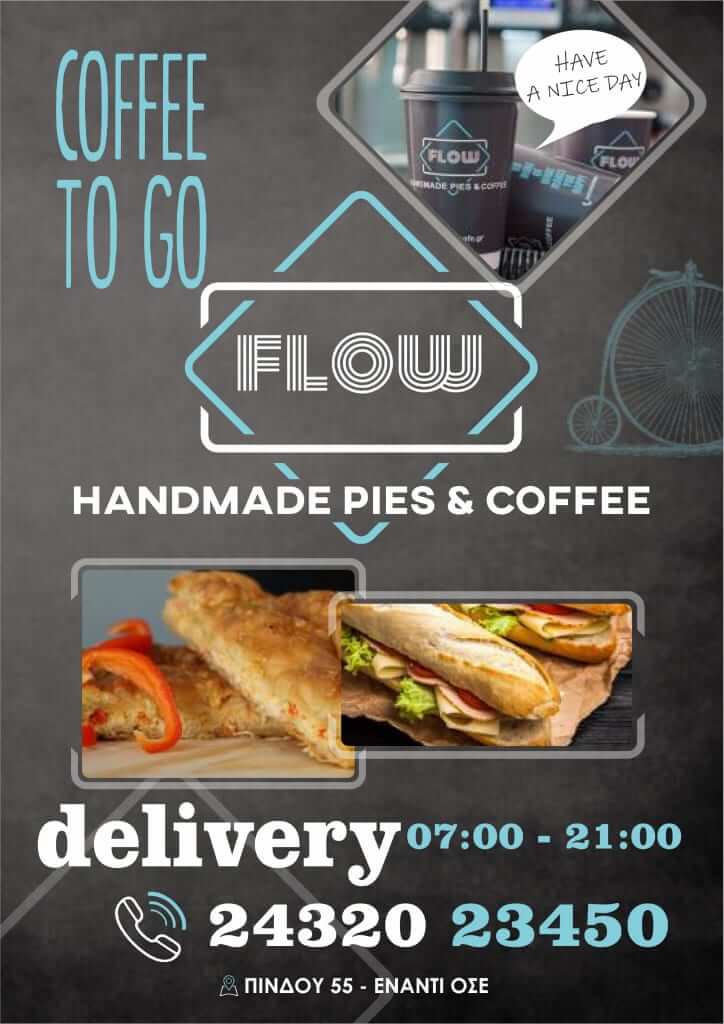 COFFEE
TO GO
HAVE
A NICE DAY
FLOW
HANDMADE PIES & COFFEE
FLOW
FLOW
HANDMADE PIES & COFFEE
delivery 07:00 - 21:00
24320 23450
ΠΙΝΔΟΥ 55 - ΕΝΑΝΤΙ ΟΣΕ